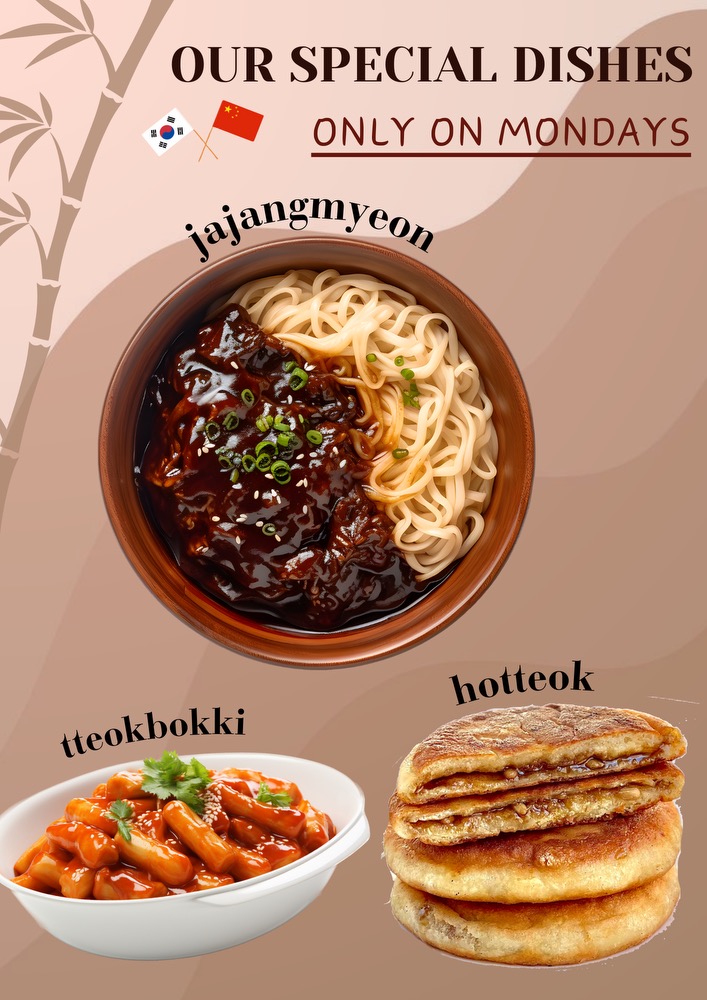 OUR SPECIAL DISHES
ONLY ON MONDAYS
jajangmyeon
hotteok
tteokbokki